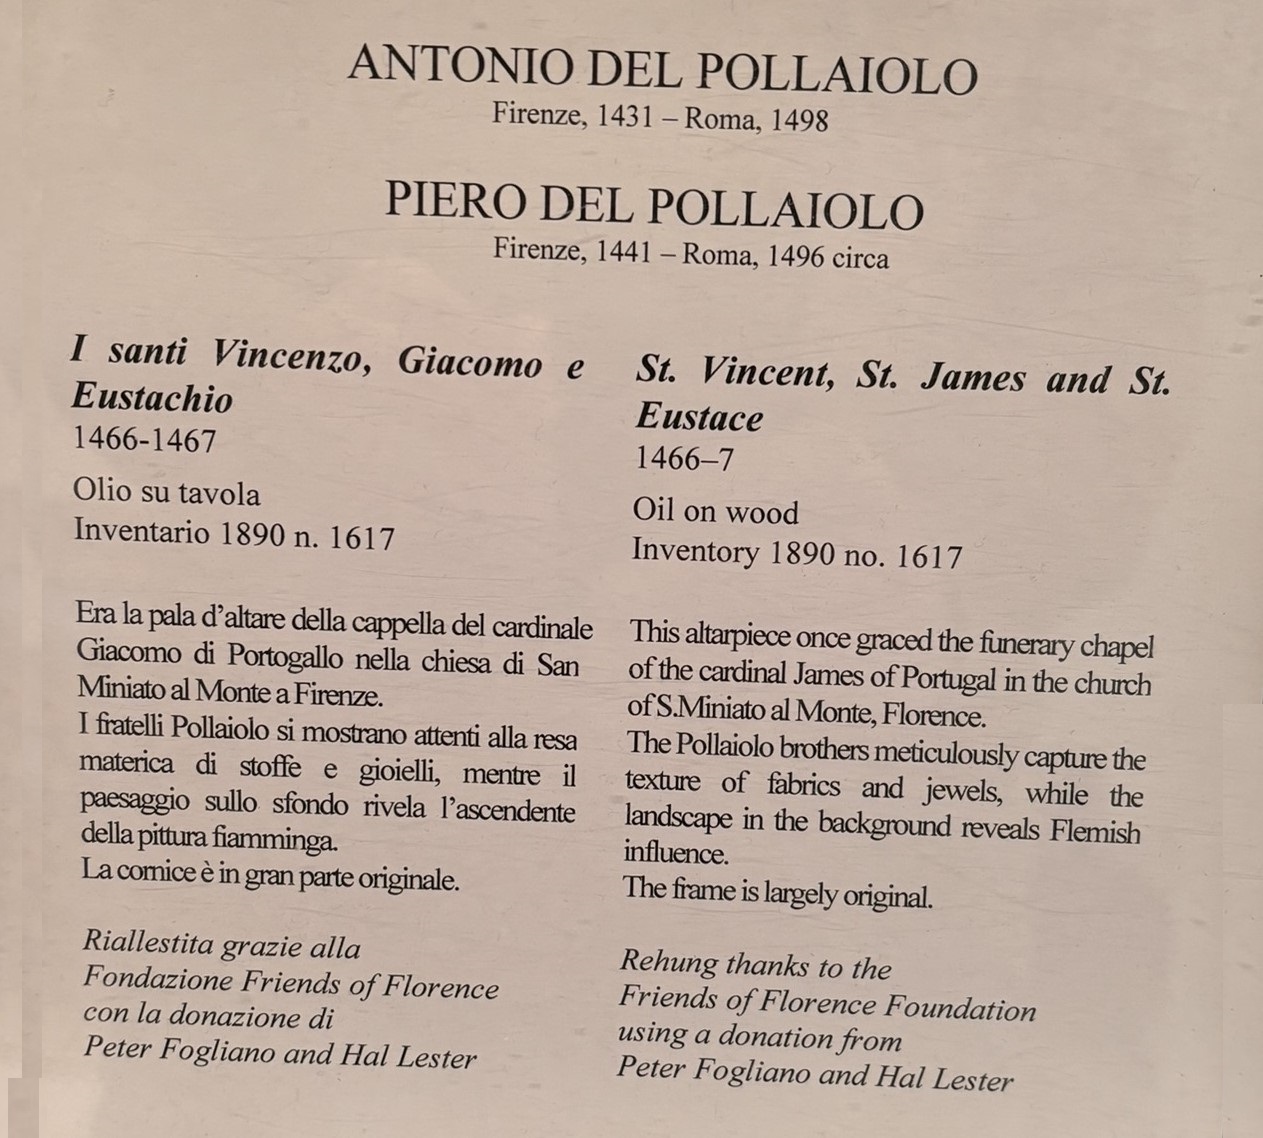 ANTONIO DEL POLLAIOLO
Firenze, 1431 – Roma, 1498
PIERO DEL POLLAIOLO
Firenze, 1441 – Roma, 1496 circa
I santi Vincenzo, Giacomo e
Eustachio
1466-1467
Olio su tavola
Inventario 1890 n. 1617
Era la pala d’altare della cappella del cardinale
Giacomo di Portogallo nella chiesa di San
Miniato al Monte a Firenze.
I fratelli Pollaiolo si mostrano attenti alla resa
materica di stoffe e gioielli, mentre il
paesaggio sullo sfondo rivela l’ascendente
della pittura fiamminga.
La cornice è in gran parte originale.
Riallestita grazie alla
Fondazione Friends of Florence
con la donazione di
Peter Fogliano and Hal Lester
St. Vincent, St. James and St.
Eustace
1466–7
Oil on wood
Inventory 1890 no. 1617
This altarpiece once graced the funerary chapel
of the cardinal James of Portugal in the church
of S.Miniato al Monte, Florence.
The Pollaiolo brothers meticulously capture the
texture of fabrics and jewels, while the
landscape in the background reveals Flemish
influence.
The frame is largely original.
Rehung thanks to the
Friends of Florence Foundation
using a donation from
Peter Fogliano and Hal Lester